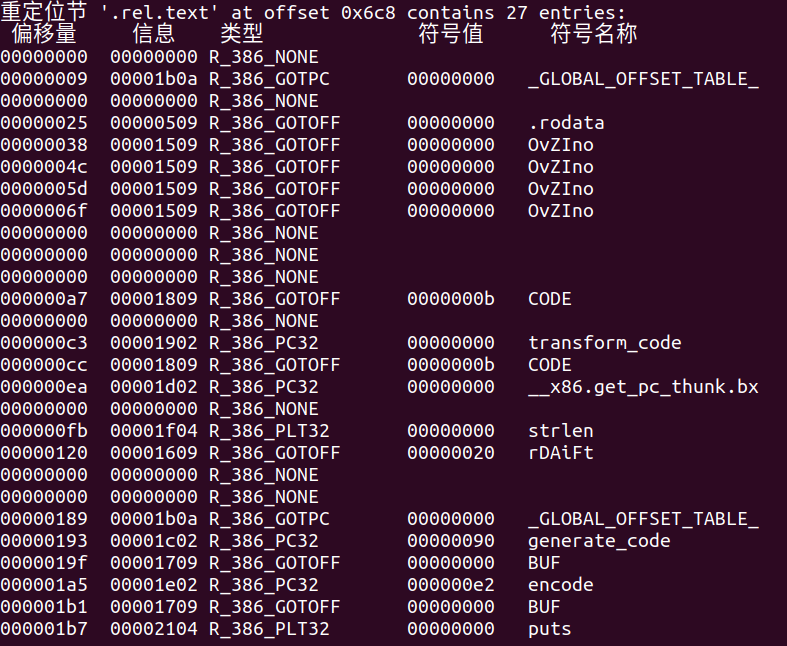 重定位节 '.rel.text' at offset 0x6c8 contains 27 entries:
偏移量 信息 类型 符号值 符号名称
00000000 00000000 R_386_NONE
00000009 00001b0a R_386_GOTPC 00000000 _GLOBAL_OFFSET_TABLE_
00000000 00000000 R_386_NONE
00000025 00000509 R_386_GOTOFF 00000000 .rodata
00000038 00001509 R_386_GOTOFF 00000000 OvZIno
0000004c 00001509 R_386_GOTOFF 00000000 OvZIno
0000005d 00001509 R_386_GOTOFF 00000000 OvZIno
0000006f 00001509 R_386_GOTOFF 00000000 OvZIno
00000000 00000000 R_386_NONE
00000000 00000000 R_386_NONE
00000000 00000000 R_386_NONE
000000a7 00001809 R_386_GOTOFF 0000000b CODE
00000000 00000000 R_386_NONE
000000c3 00001902 R_386_PC32 00000000 transform_code
000000cc 00001809 R_386_GOTOFF 0000000b CODE
000000ea 00001d02 R_386_PC32 00000000 __x86.get_pc_thunk.bx
00000000 00000000 R_386_NONE
000000fb 00001f04 R_386_PLT32 00000000 strlen
00000120 00001609 R_386_GOTOFF 00000020 rDAiFt
00000000 00000000 R_386_NONE
00000000 00000000 R_386_NONE
00000189 00001b0a R_386_GOTPC 00000000 _GLOBAL_OFFSET_TABLE_
00000193 00001c02 R_386_PC32 00000090 generate_code
0000019f 00001709 R_386_GOTOFF 00000000 BUF
000001a5 00001e02 R_386_PC32 000000e2 encode
000001b1 00001709 R_386_GOTOFF 00000000 BUF
000001b7 00002104 R_386_PLT32 00000000 puts